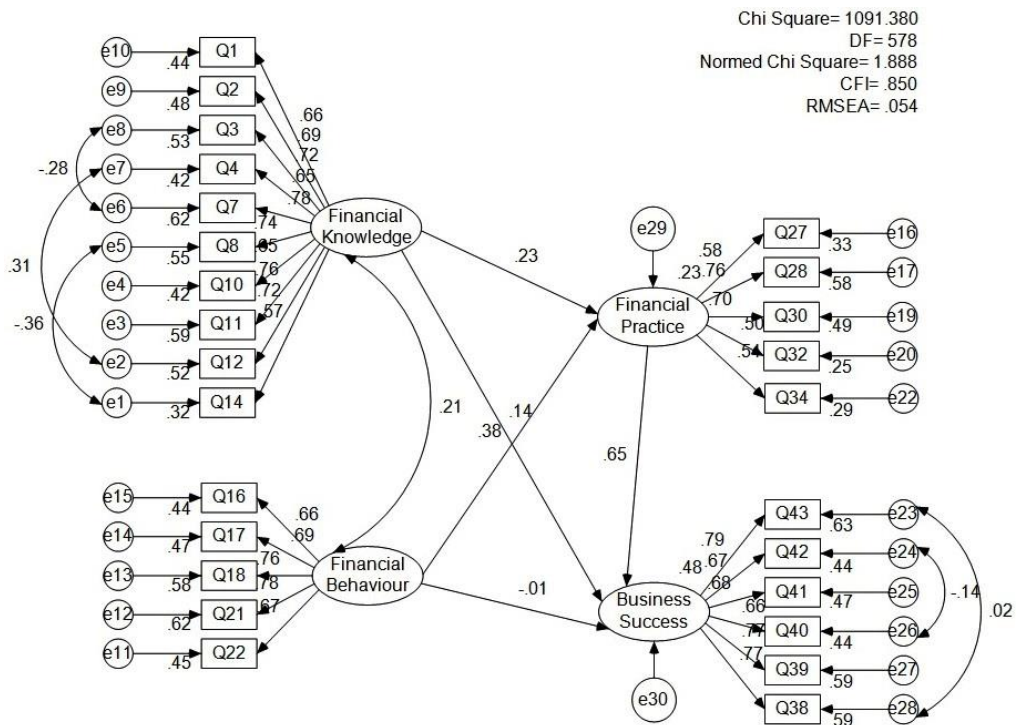 Chi Square= 1091.380
DF= 578
Normed Chi Square= 1.888
CFI= .850
RMSEA= .054
e10 .44 Q1
e9 .48 Q2
e8 .53 Q3
e7 .42 Q4
e6 .62 Q7
e5 .55 Q8
e4 .42 Q10
e3 .59 Q11
e2 .52 Q12
e1 .32 Q14
-.28
.31
-.36
.66
.69
.72
.65
.78
.74
.65
.76
.72
.57
Financial
Knowledge
.23
.21
.38
.14
e29
.23
Financial
Practice
.58
.76
.70
.50
.54
Q27 .33 e16
Q28 .58 e17
Q30 .49 e19
Q32 .25 e20
Q34 .29 e22
.65
e15 .44 Q16
e14 .47 Q17
e13 .58 Q18
e12 .62 Q21
e11 .45 Q22
.66
.69
.76
.78
.67
Financial
Behaviour
-.01
.48
Business
Success
e30
.79
.67
.68
.66
.77
.77
Q43 .63 e23
Q42 .44 e24
Q41 .47 e25
Q40 .44 e26
Q39 .59 e27
Q38 .59 e28
-.14
.02